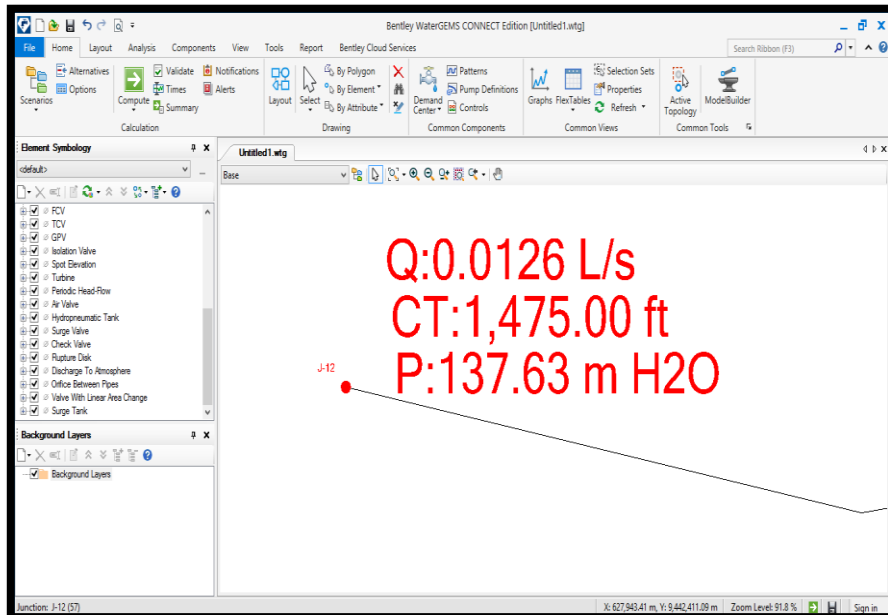 Bentley WaterGEMS CONNECT Edition [Untitled1.wtg]
File Home Layout Analysis Components View Tools Report Bentley Cloud Services
Search Ribbon (F3)
Scenarios
Alternatives
Options
Compute
Validate
Times
Summary
Notifications
Alerts
Calculation
Layout
Select
By Polygon
By Element
By Attribute
Drawing
Demand
Center
Patterns
Pump Definitions
Controls
Common Components
Graphs
FlexTables
Selection Sets
Properties
Refresh
Common Views
Active
Topology
ModelBuilder
Common Tools
Element Symbology
<default>
FCV
TCV
GPV
Isolation Valve
Spot Elevation
Turbine
Periodic Head-Flow
Air Valve
Hydropneumatic Tank
Surge Valve
Check Valve
Rupture Disk
Discharge To Atmosphere
Orifice Between Pipes
Valve With Linear Area Change
Surge Tank
Background Layers
Background Layers
Untitled1.wtg
Base
Q:0.0126 L/s
CT:1,475.00 ft
P:137.63 m H2O
J-12
Junction: J-12 (57)
X: 627,943.41 m, Y: 9,442,411.09 m
Zoom Level: 91.8 %
Sign in